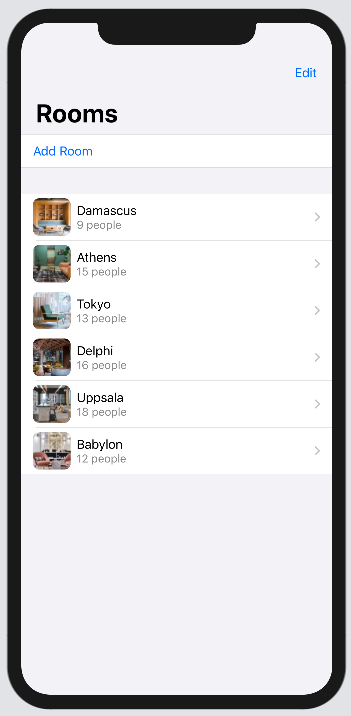 Edit
Rooms
Add Room
Damascus
9 people
Athens
15 people
Tokyo
13 people
Delphi
16 people
Uppsala
18 people
Babylon
12 people